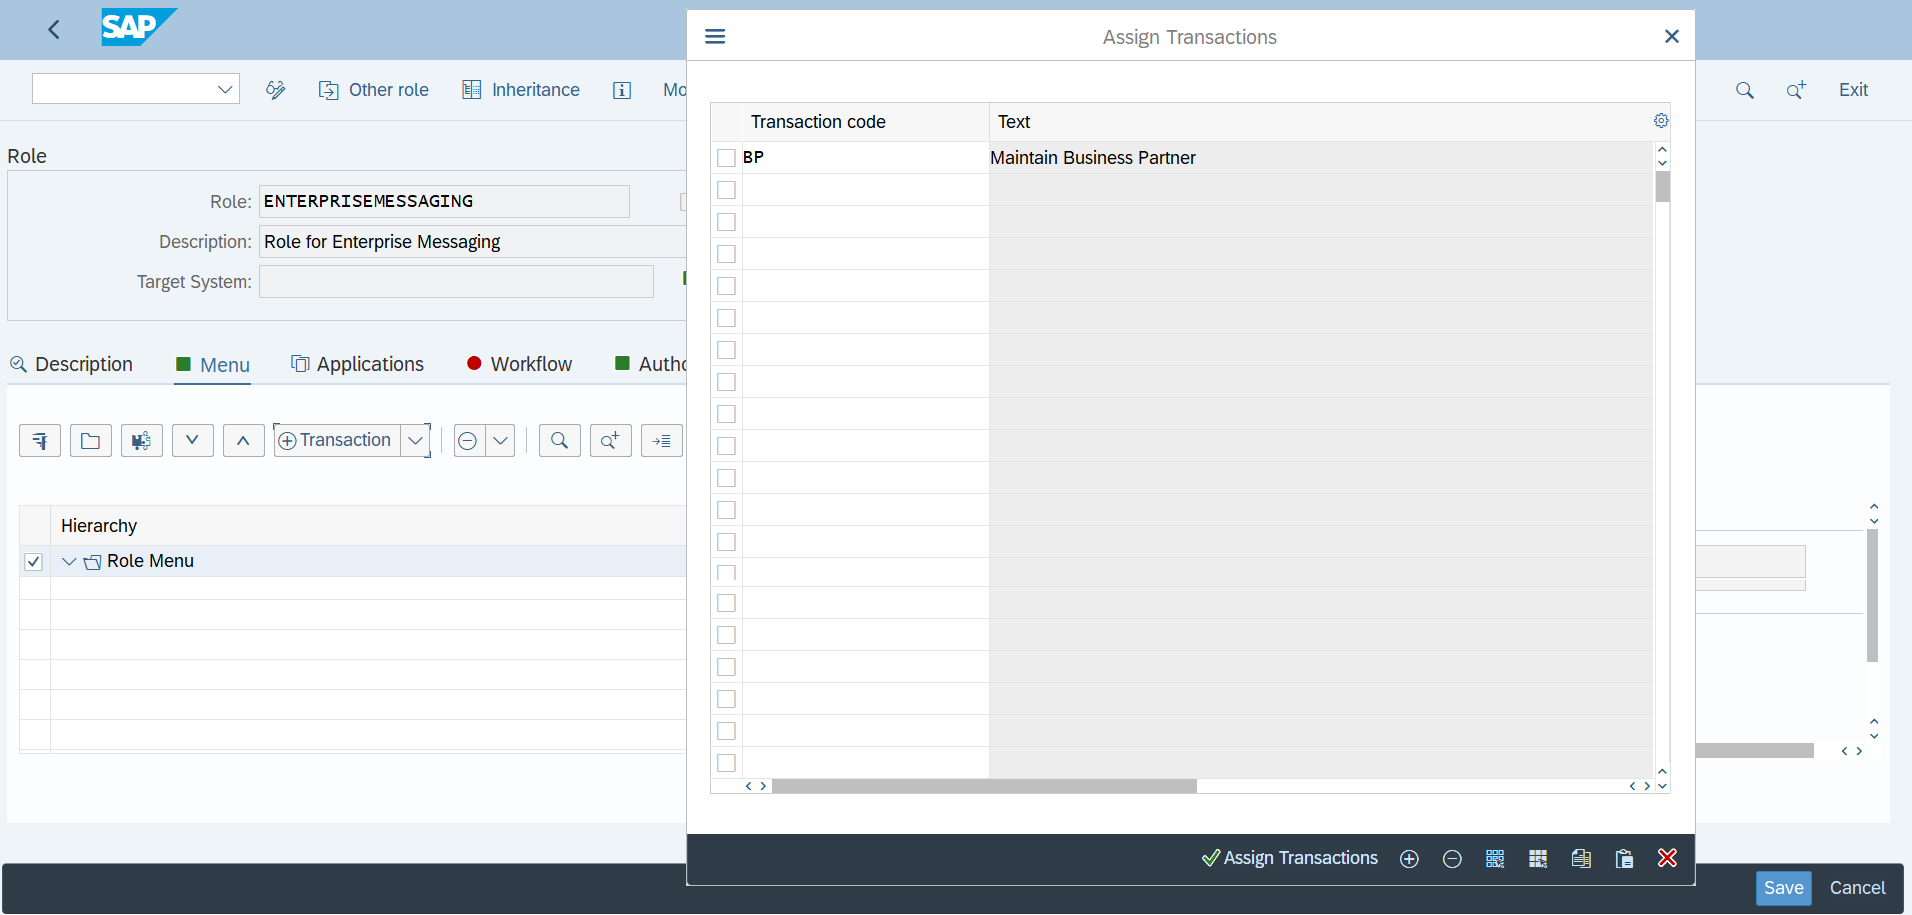 SAP
Assign Transactions
Other role
Inheritance
Mo
Exit
Transaction code
Text
BP
Maintain Business Partner
Role
Role:
ENTERPRISEMESSAGING
Description:
Role for Enterprise Messaging
Target System:
Description
Menu
Applications
Workflow
Autho
Transaction
Hierarchy
Role Menu
Assign Transactions
Save
Cancel